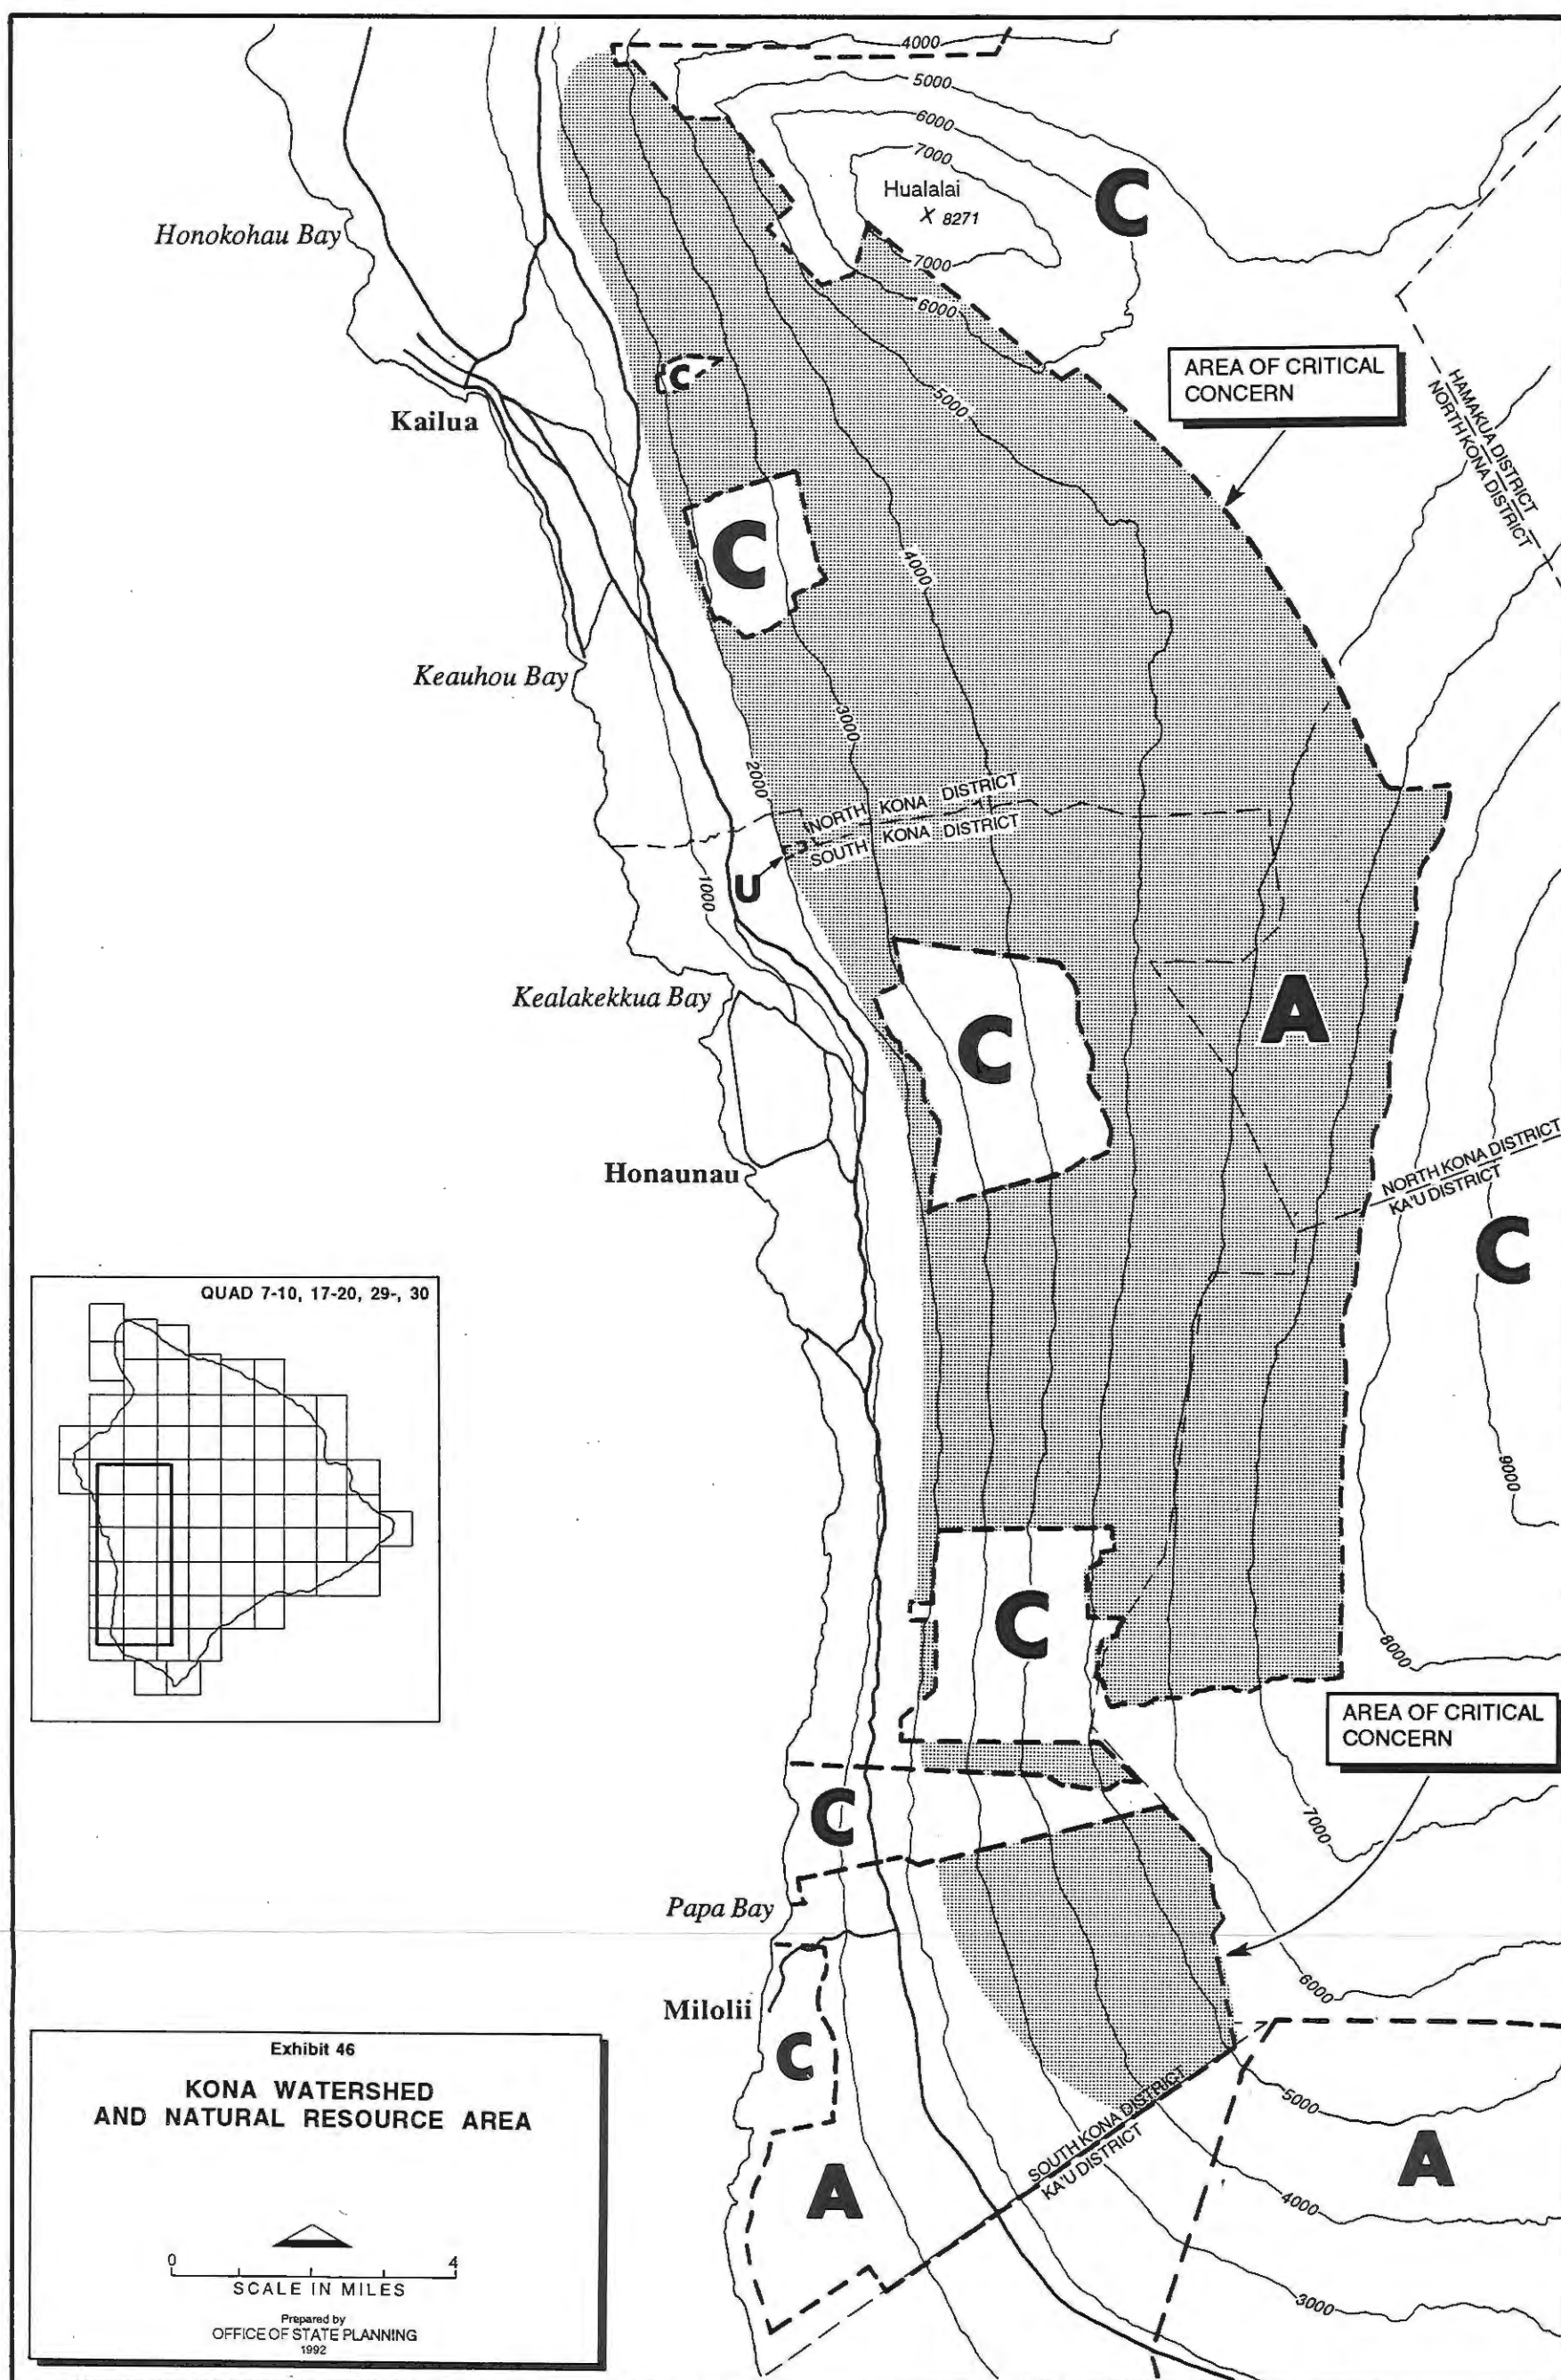 4000
5000
6000
7000
Hualalai
X 8271
C
Honokohau Bay
7000
6000
AREA OF CRITICAL
CONCERN
C
5000
HAMAKUA DISTRICT
NORTH KONA DISTRICT
Kailua
C
4000
Keauhou Bay
3000
2000
NORTH KONA DISTRICT
SOUTH KONA DISTRICT
U
1000
Kealakekkua Bay
C
A
Honaunau
NORTH KONA DISTRICT
KA'U DISTRICT
C
QUAD 7-10, 17-20, 29-, 30
9000
C
8000
AREA OF CRITICAL
CONCERN
C
7000
Papa Bay
6000
Milolii
C
5000
SOUTH KONA DISTRICT
KA'U DISTRICT
A
A
4000
3000
Exhibit 46
KONA WATERSHED
AND NATURAL RESOURCE AREA
0 4
SCALE IN MILES
Prepared by
OFFICE OF STATE PLANNING
1992